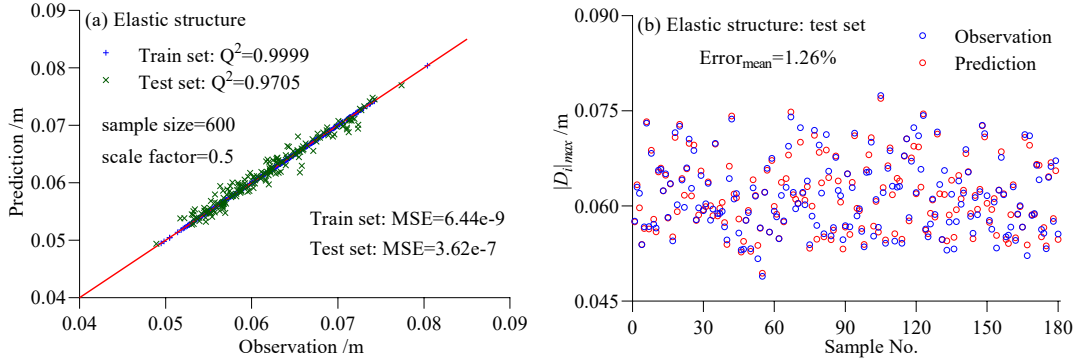 (a) Elastic structure
Train set: Q²=0.9999
Test set: Q²=0.9705
sample size=600
scale factor=0.5
Train set: MSE=6.44e-9
Test set: MSE=3.62e-7
Prediction /m
0.09
0.08
0.07
0.06
0.05
0.04
0.04 0.05 0.06 0.07 0.08 0.09
Observation /m
(b) Elastic structure: test set
Error_mean=1.26%
Observation
Prediction
|D_i|_max/m
0.090
0.075
0.060
0.045
0 30 60 90 120 150 180
Sample No.